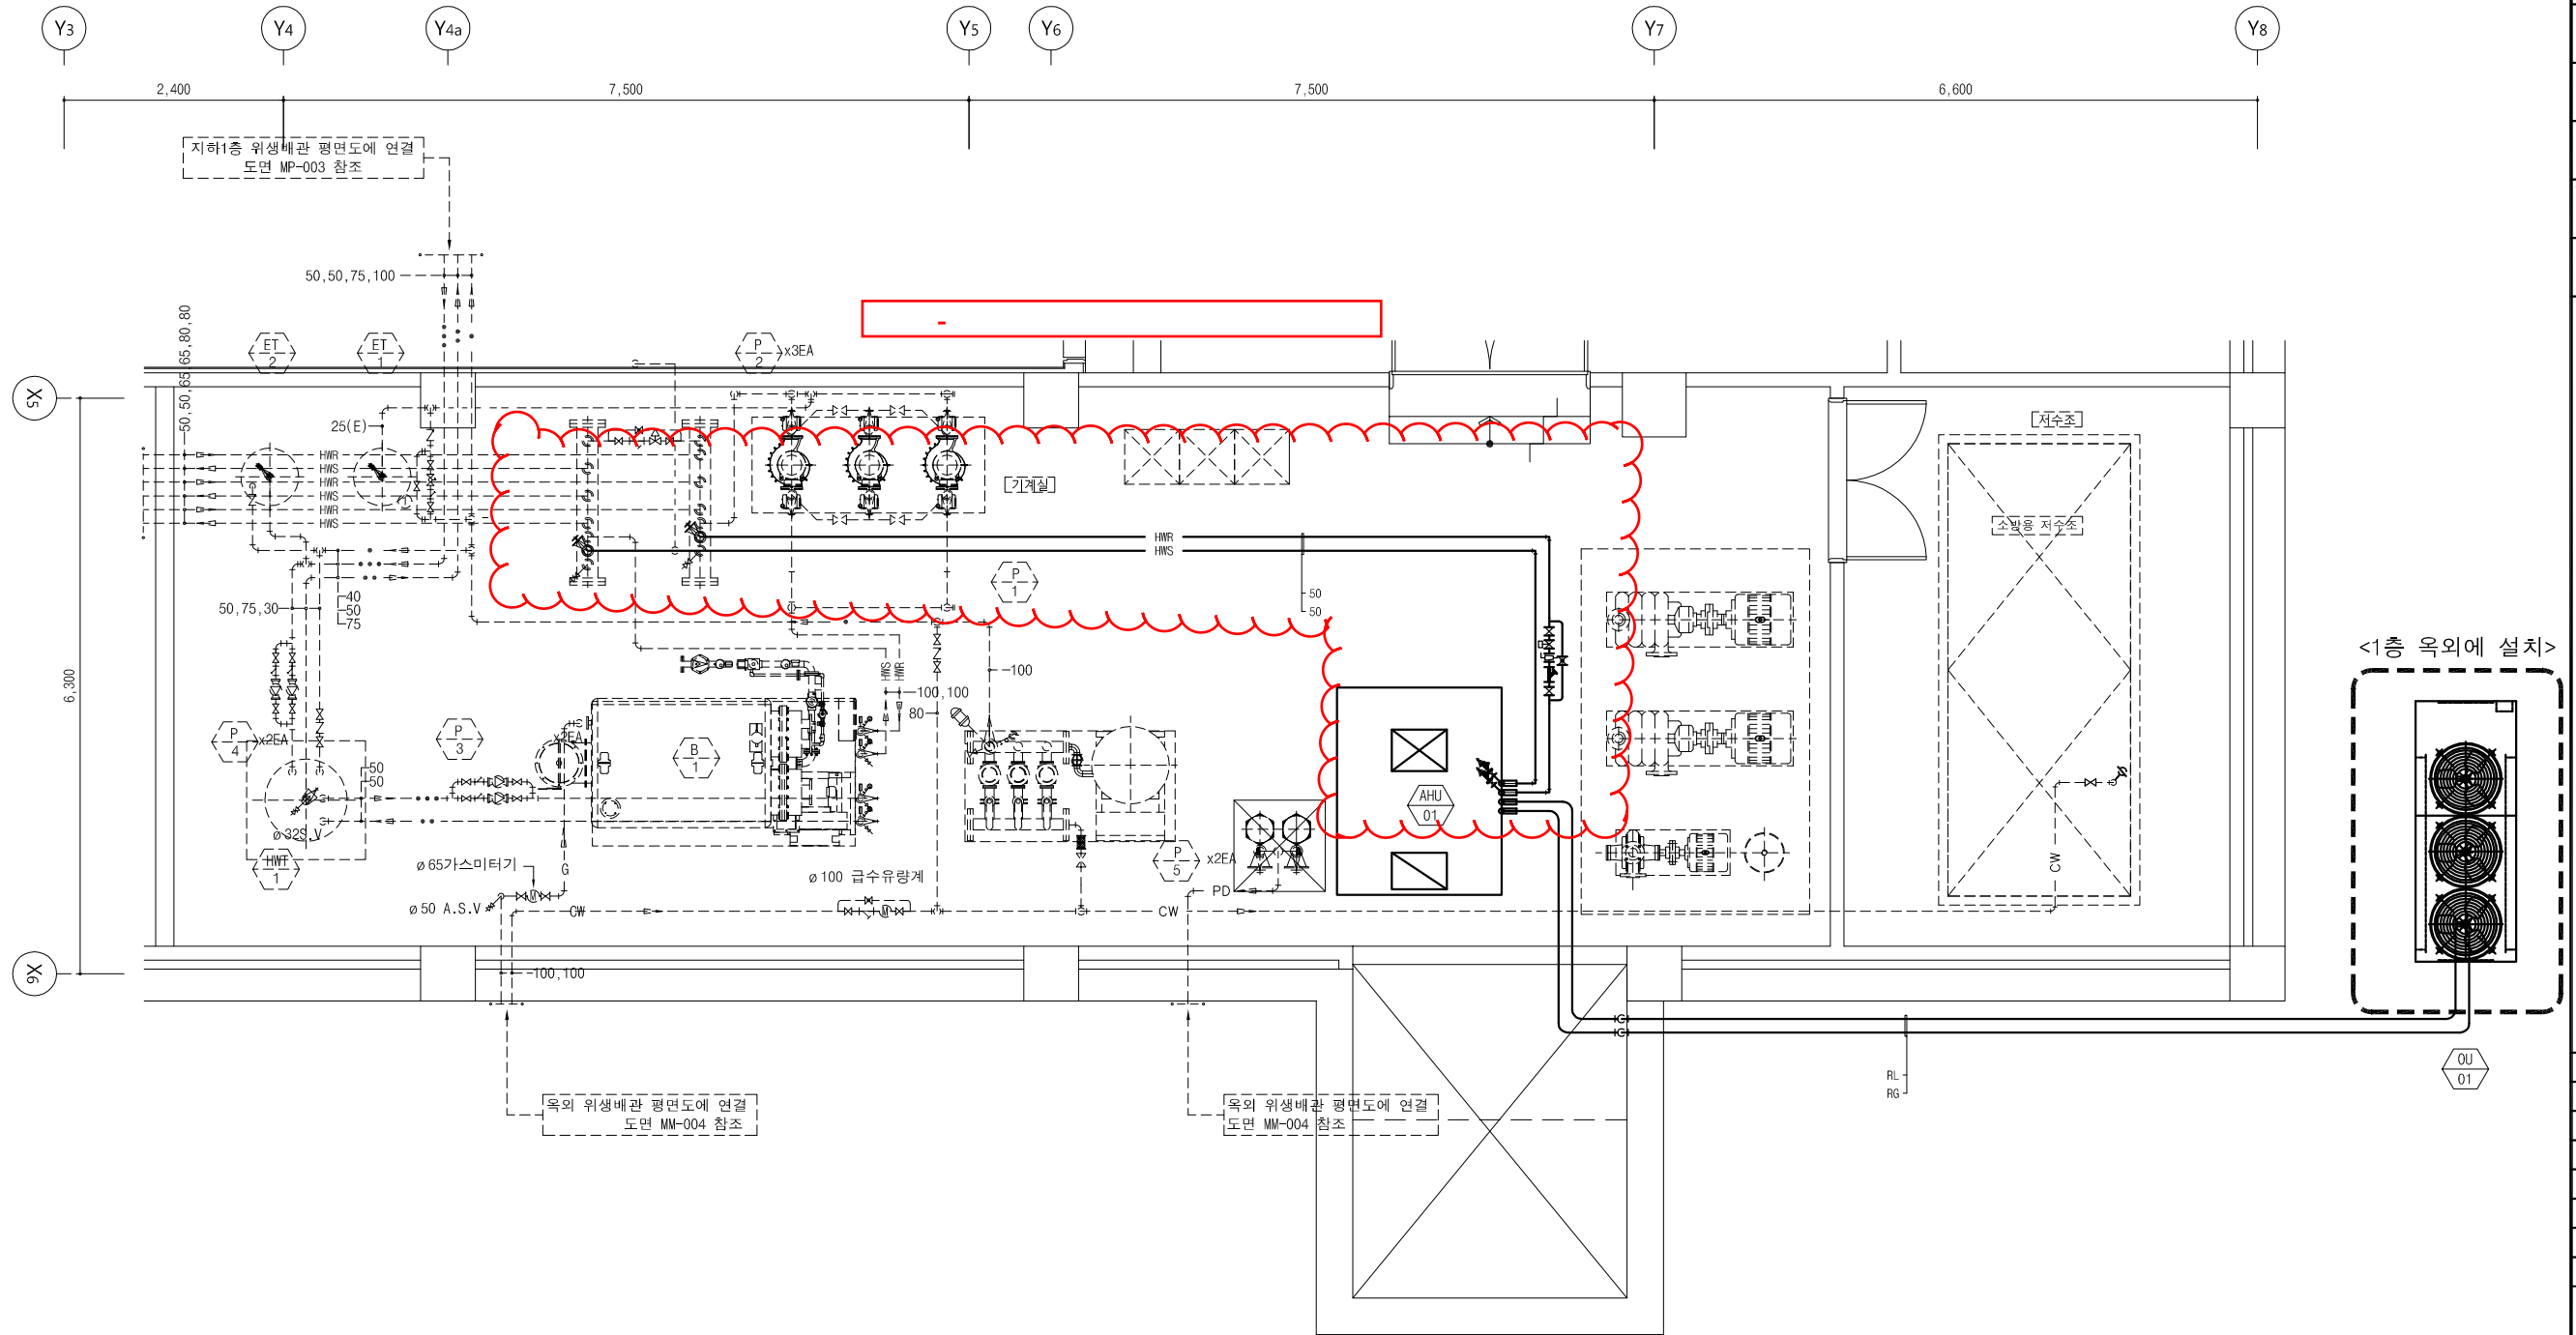 Y3
Y4
Y4a
Y5
Y6
Y7
Y8
2,400
7,500
7,500
6,600
지하1층 위생배관 평면도에 연결
도면 MP-003 참조
50,50,75,100
50,50,65,65,80,80
ET
2
ET
1
P
2
x3EA
X5
25(E)
HWR
HWS
HWR
HWS
HWR
HWS
기계실
저수조
소방용 저수조
HWR
HWS
P
1
50
50
40
50
75
50,75,30
6,300
HWS
HWR
100,100
80
100
<1층 옥외에 설치>
P
4
x2EA
P
3
x2EA
B
1
50
50
ø32S.V
HWT
1
AHU
01
ø65가스미터기
G
ø100 급수유량계
P
5
x2EA
PD
CW
ø50 A.S.V
CW
CW
X6
100,100
RL
RG
OU
01
옥외 위생배관 평면도에 연결
도면 MM-004 참조
옥외 위생배관 평면도에 연결
도면 MM-004 참조